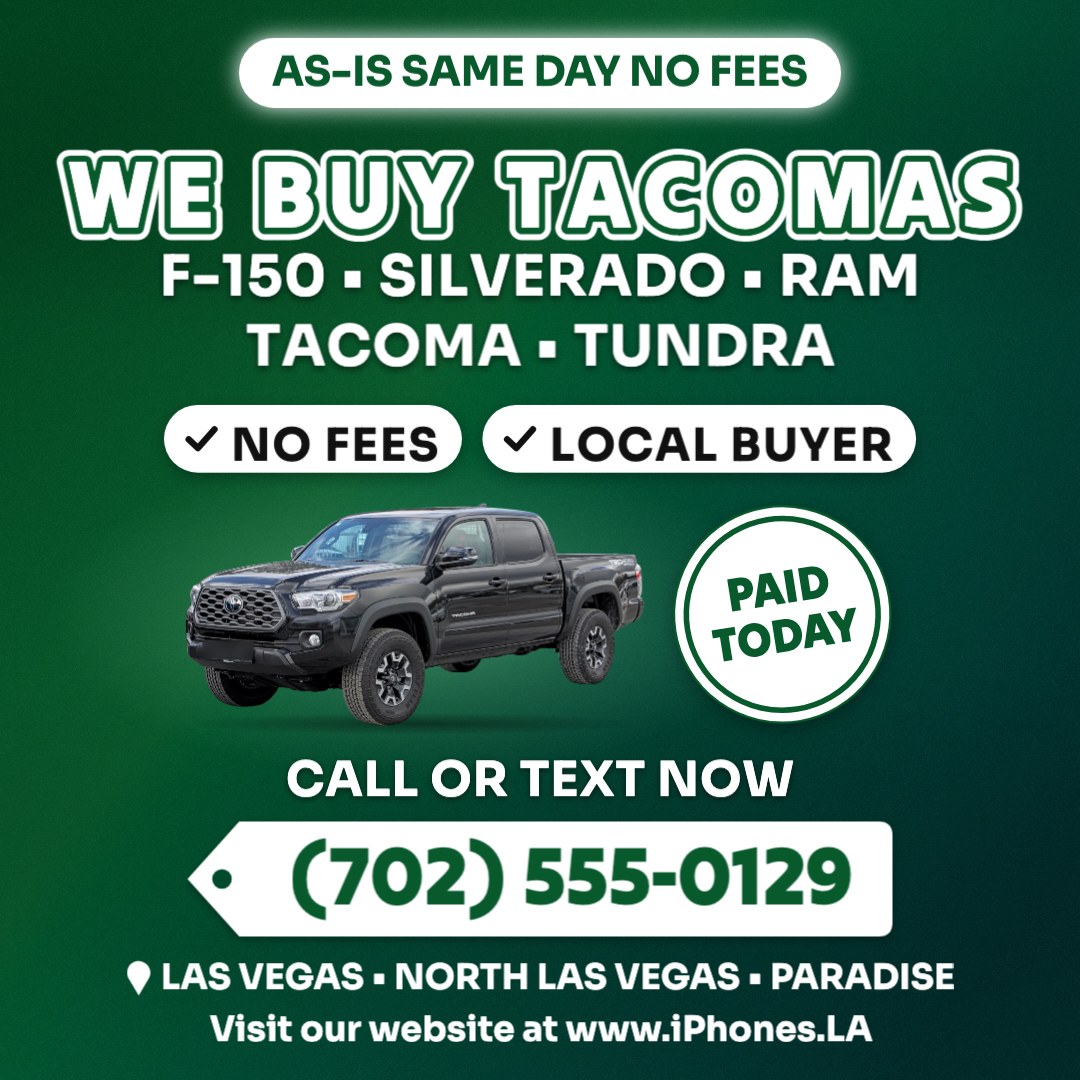 AS-IS SAME DAY NO FEES
WE BUY TACOMAS
F-150 ▪ SILVERADO ▪ RAM
TACOMA ▪ TUNDRA
✓ NO FEES
✓ LOCAL BUYER
PAID
TODAY
CALL OR TEXT NOW
(702) 555-0129
LAS VEGAS ▪ NORTH LAS VEGAS ▪ PARADISE
Visit our website at www.iPhones.LA